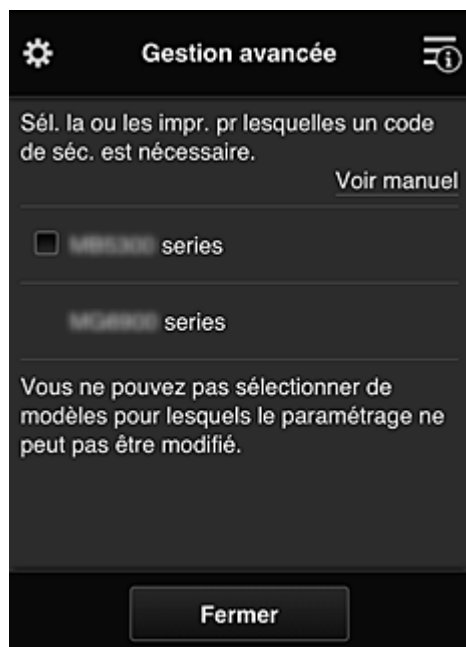 Gestion avancée
Sél. la ou les impr. pr lesquelles un code
de séc. est nécessaire.
Voir manuel
series
series
Vous ne pouvez pas sélectionner de
modèles pour lesquels le paramétrage ne
peut pas être modifié.
Fermer